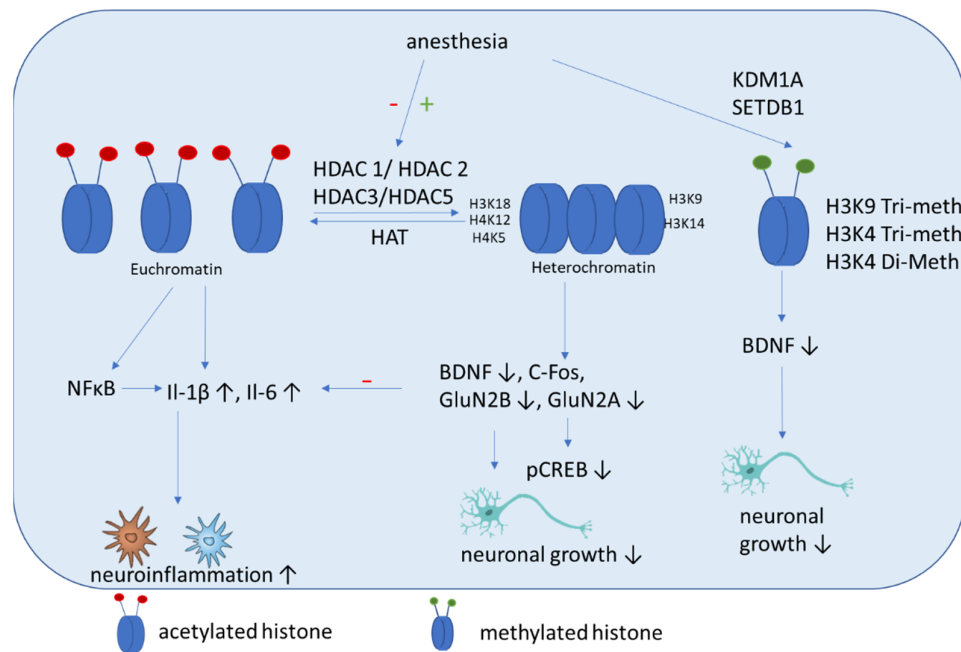 anesthesia
KDM1A
SETDB1
- +
HDAC 1/ HDAC 2
HDAC3/HDAC5
HAT
H3K18
H4K12
H4K5
H3K9
H3K14
H3K9 Tri-meth
H3K4 Tri-meth
H3K4 Di-Meth
Euchromatin
Heterochromatin
BDNF ↓
NFκB
Il-1β ↑, Il-6 ↑
-
BDNF ↓, C-Fos,
GluN2B ↓, GluN2A ↓
pCREB ↓
neuroinflammation ↑
neuronal growth ↓
neuronal
growth ↓
acetylated histone
methylated histone